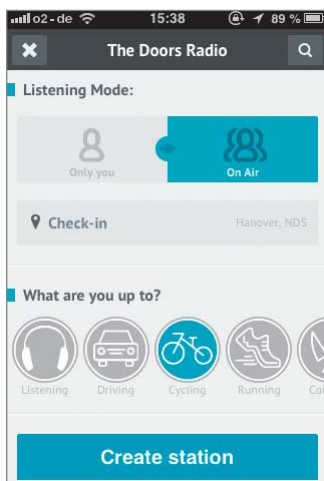 o2-de 15:38 89 %
The Doors Radio
Listening Mode:
Only you On Air
Check-in Hanover, NDS
What are you up to?
Listening Driving Cycling Running
Create station